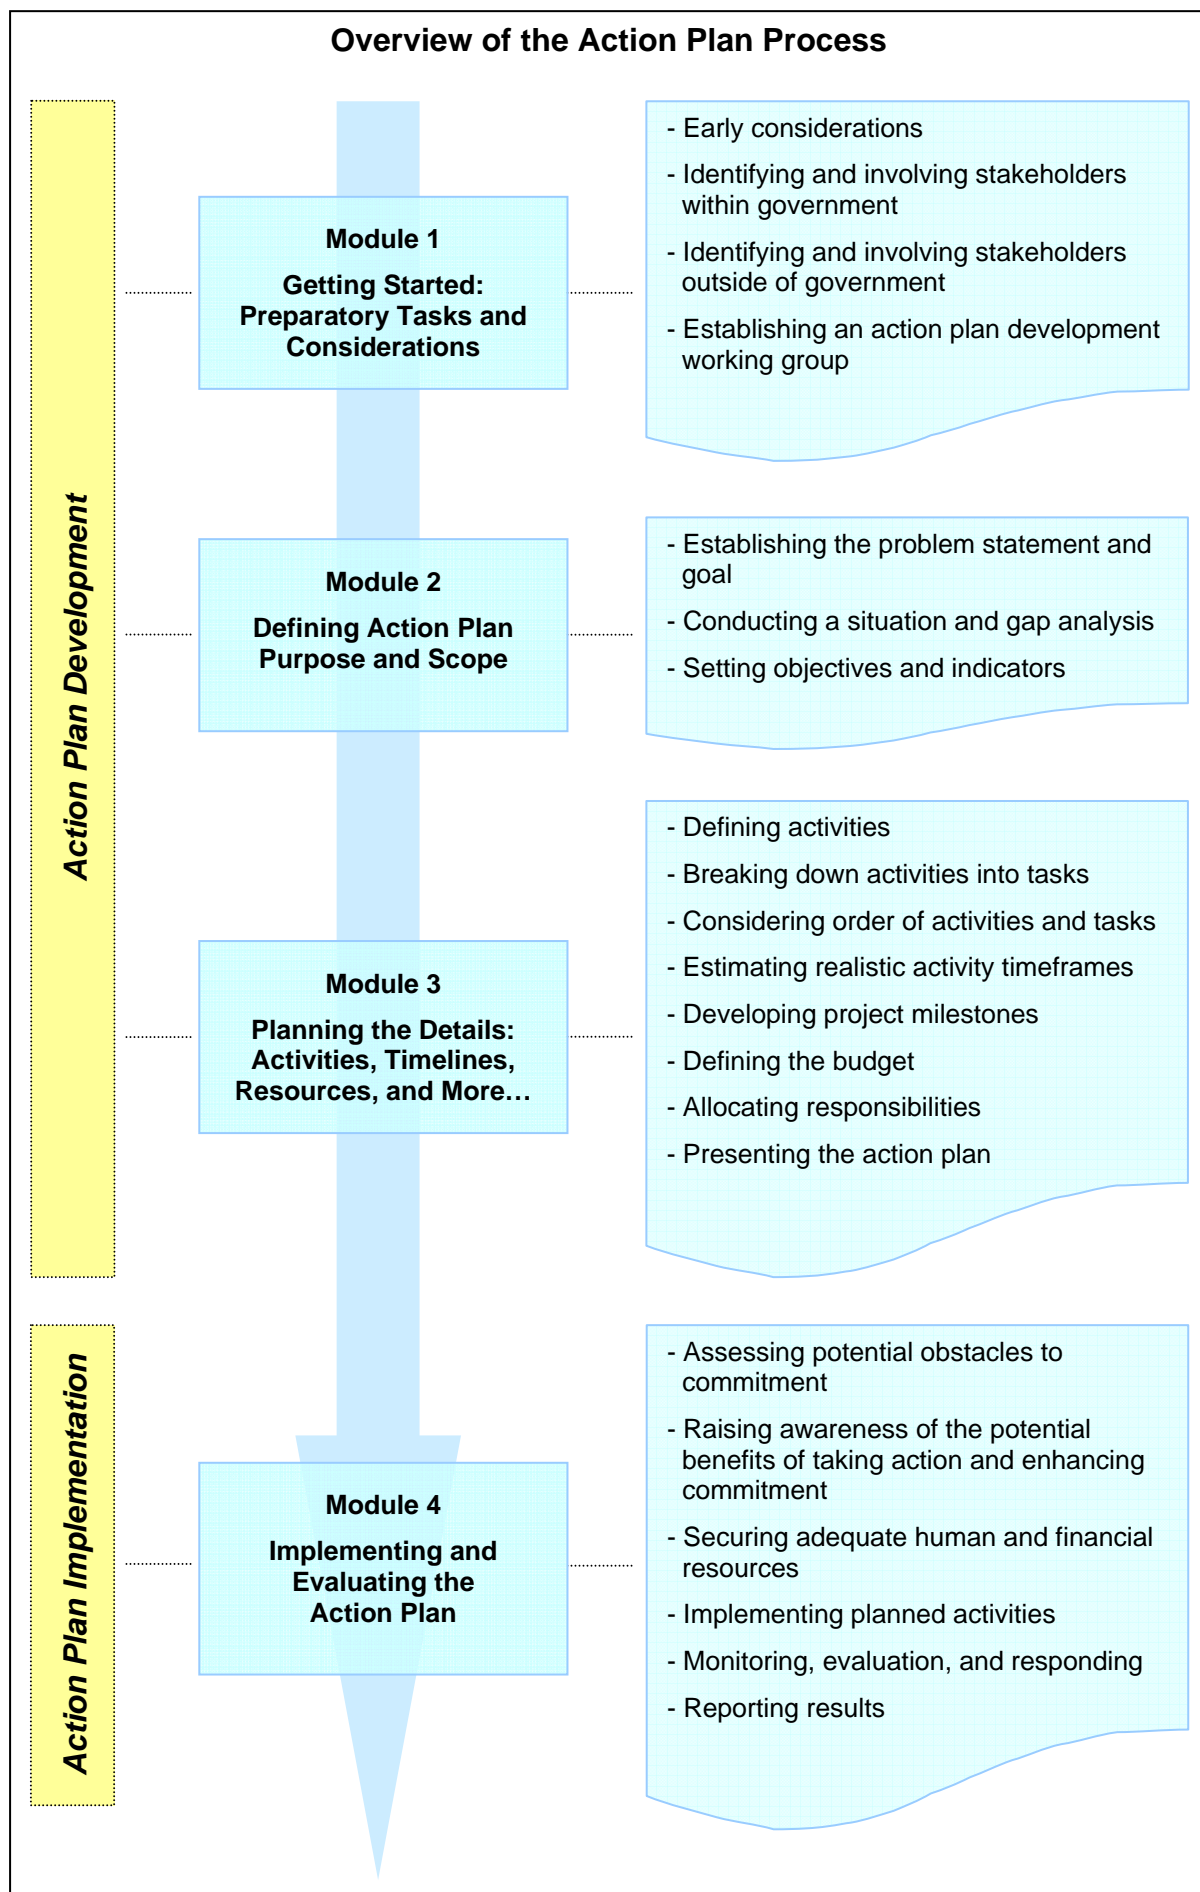 Overview of the Action Plan Process
Action Plan Development
Module 1
Getting Started:
Preparatory Tasks and
Considerations
- Early considerations
- Identifying and involving stakeholders
within government
- Identifying and involving stakeholders
outside of government
- Establishing an action plan development
working group
Module 2
Defining Action Plan
Purpose and Scope
- Establishing the problem statement and
goal
- Conducting a situation and gap analysis
- Setting objectives and indicators
Module 3
Planning the Details:
Activities, Timelines,
Resources, and More…
- Defining activities
- Breaking down activities into tasks
- Considering order of activities and tasks
- Estimating realistic activity timeframes
- Developing project milestones
- Defining the budget
- Allocating responsibilities
- Presenting the action plan
Action Plan Implementation
Module 4
Implementing and
Evaluating the
Action Plan
- Assessing potential obstacles to
commitment
- Raising awareness of the potential
benefits of taking action and enhancing
commitment
- Securing adequate human and financial
resources
- Implementing planned activities
- Monitoring, evaluation, and responding
- Reporting results